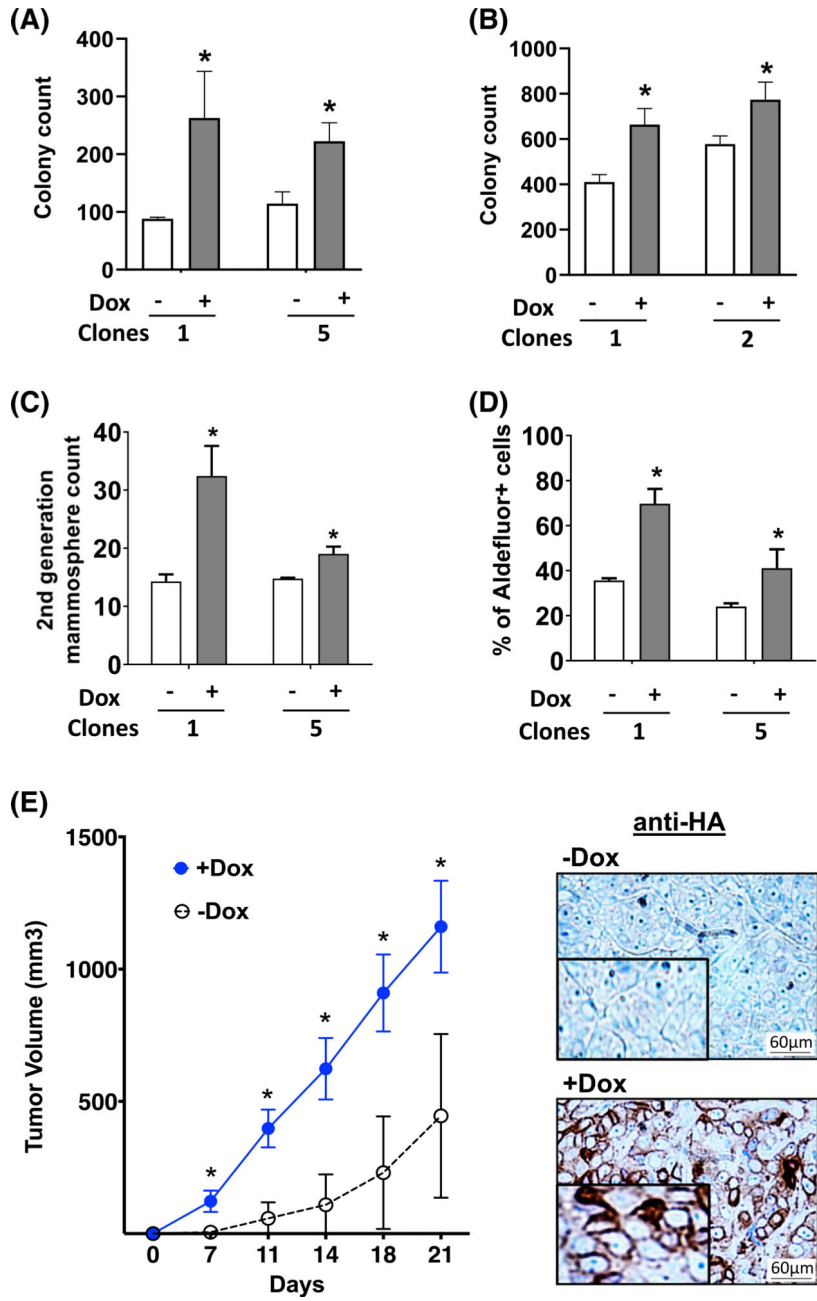 (A)
400
300
200
100
0
Colony count
*
*
Dox - + - +
Clones 1 5
(B)
1000
800
600
400
200
0
Colony count
*
*
Dox - + - +
Clones 1 2
(C)
40
30
20
10
0
2nd generation
mammosphere count
*
*
Dox - + - +
Clones 1 5
(D)
100
80
60
40
20
0
% of Aldefluor+ cells
*
*
Dox - + - +
Clones 1 5
(E)
1500
1000
500
Tumor Volume (mm3)
+Dox
-Dox
*
*
*
*
*
0 7 11 14 18 21
Days
anti-HA
-Dox
60µm
+Dox
60µm